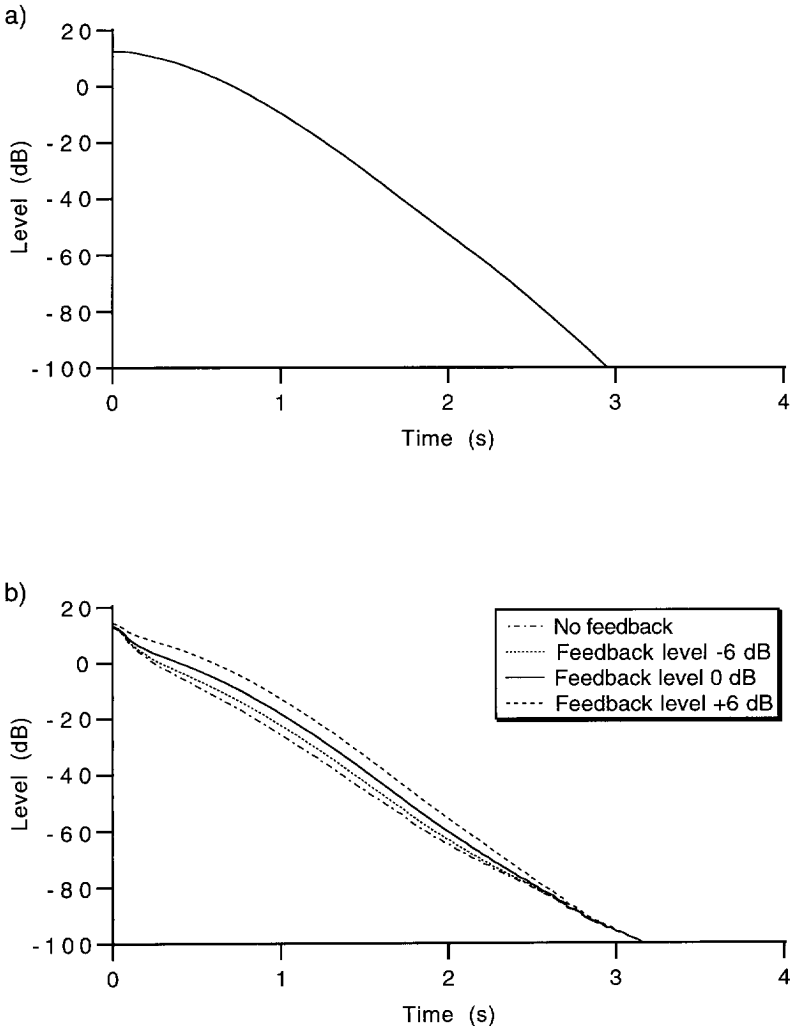 a)
20
0
-20
-40
-60
-80
-100
Level (dB)
0 1 2 3 4
Time (s)
b)
20
0
-20
-40
-60
-80
-100
Level (dB)
No feedback
Feedback level -6 dB
Feedback level 0 dB
Feedback level +6 dB
0 1 2 3 4
Time (s)